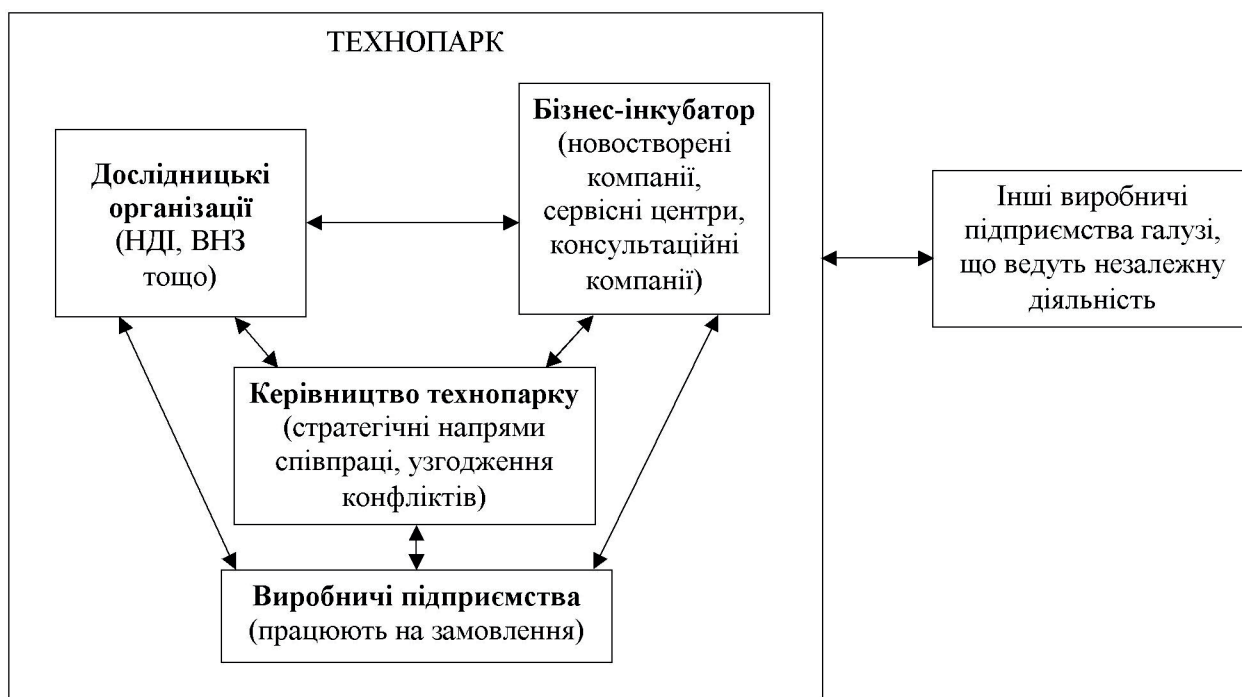 ТЕХНОПАРК
Бізнес-інкубатор
(новостворені
компанії,
сервісні центри,
консультаційні
компанії)
Дослідницькі
організації
(НДІ, ВНЗ
тощо)
Інші виробничі
підприємства галузі,
що ведуть незалежну
діяльність
Керівництво технопарку
(стратегічні напрями
співпраці, узгодження
конфліктів)
Виробничі підприємства
(працюють на замовлення)